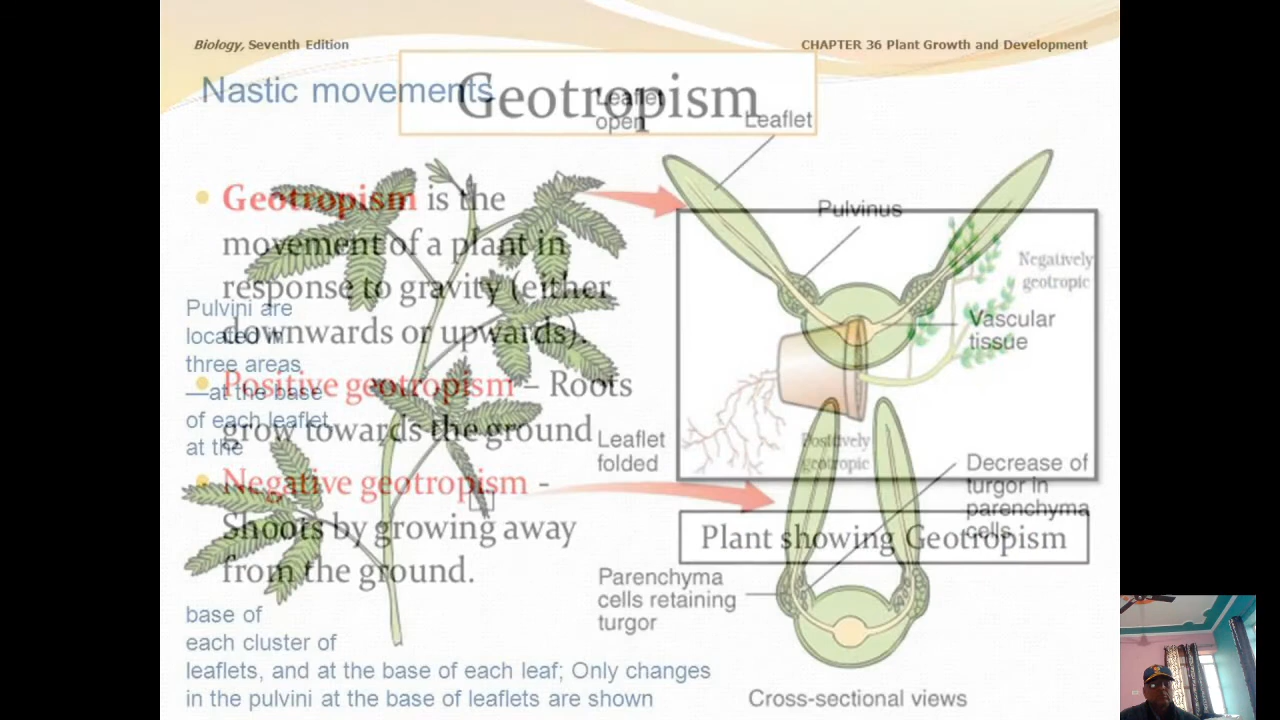 Biology, Seventh Edition
CHAPTER 36 Plant Growth and Development
Nastic movements
Geotropism
Leaflet
open
Leaflet
Geotropism is the
movement of a plant in
response to gravity (either
downwards or upwards).
Positive geotropism – Roots
grow towards the ground
Negative geotropism -
Shoots by growing away
from the ground.
Pulvini are
located in
three areas
—at the base
of each leaflet,
at the
base of
each cluster of
leaflets, and at the base of each leaf; Only changes
in the pulvini at the base of leaflets are shown
Pulvinus
Negatively
geotropic
Vascular
tissue
Leaflet
folded
Positively
geotropic
Decrease of
turgor in
parenchyma
cells
Plant showing Geotropism
Parenchyma
cells retaining
turgor
Cross-sectional views